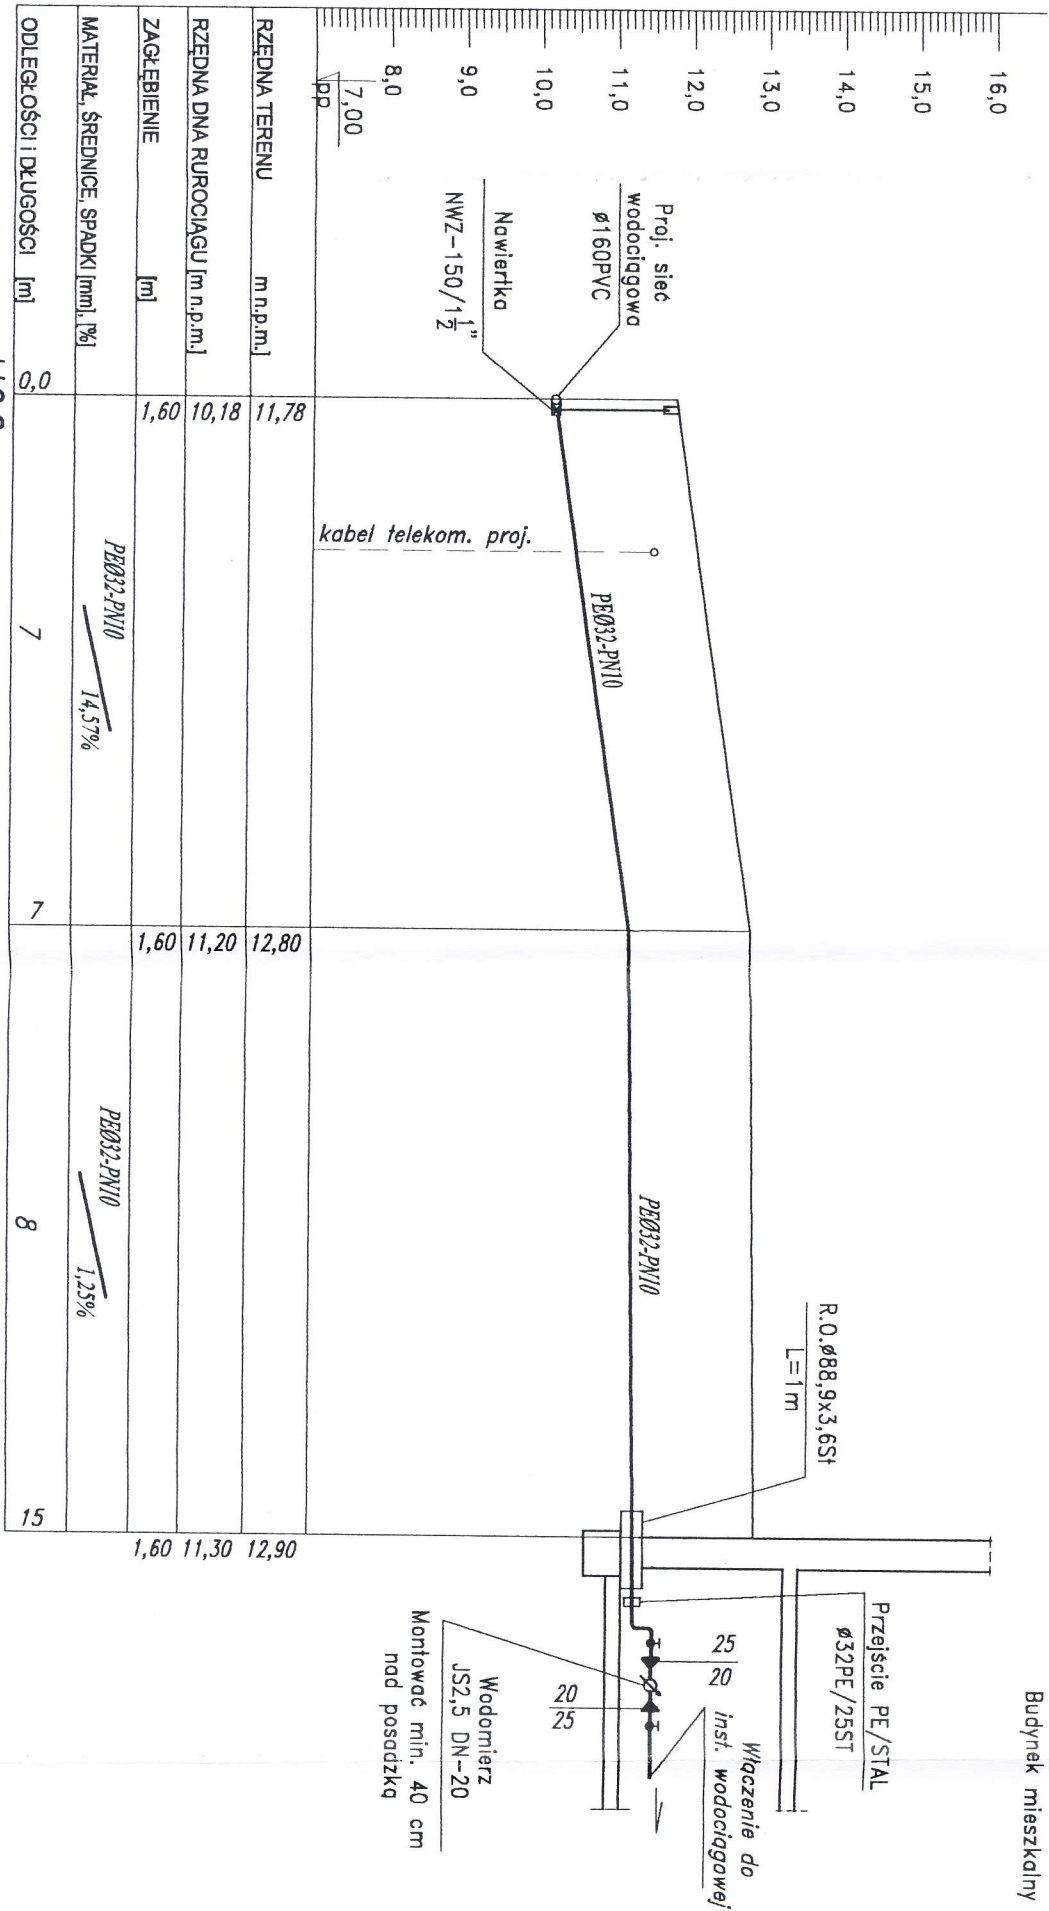 Budynek mieszkalny
16,0
15,0
14,0
13,0
12,0
11,0
10,0
9,0
8,0
7,00
pp
Proj. sieć
wodociągowa
ø160PVC
Nawiertka
NWZ-150/1½"
kabel telekom. proj.
PEØ32-PN10
PEØ32-PN10
R.O.ø88,9x3,6St
L=1m
Przejście PE/STAL
ø32PE/25ST
25
20
20
25
Włączenie do
inst. wodociągowej
Wodomierz
JS2,5 DN-20
Montować min. 40 cm
nad posadzką
RZĘDNA TERENU m n.p.m.]
11,78
12,80
12,90
RZĘDNA DNA RUROCIĄGU [m n.p.m.]
10,18
11,20
11,30
ZAGŁĘBIENIE [m]
1,60
1,60
1,60
MATERIAŁ, ŚREDNICE, SPADKI [mm], [%]
PEØ32-PN10
14,57%
PEØ32-PN10
1,25%
ODLEGŁOŚCI i DŁUGOŚCI [m]
0,0
7
7
8
15